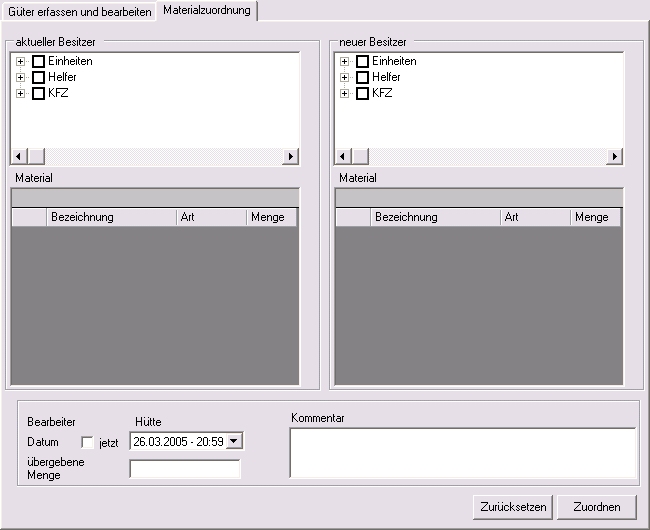 Güter erfassen und bearbeiten Materialzuordnung
aktueller Besitzer
Einheiten
Helfer
KFZ
Material
Bezeichnung Art Menge
neuer Besitzer
Einheiten
Helfer
KFZ
Material
Bezeichnung Art Menge
Bearbeiter Hütte
Datum jetzt 26.03.2005 - 20:59
übergebene
Menge
Kommentar
Zurücksetzen Zuordnen